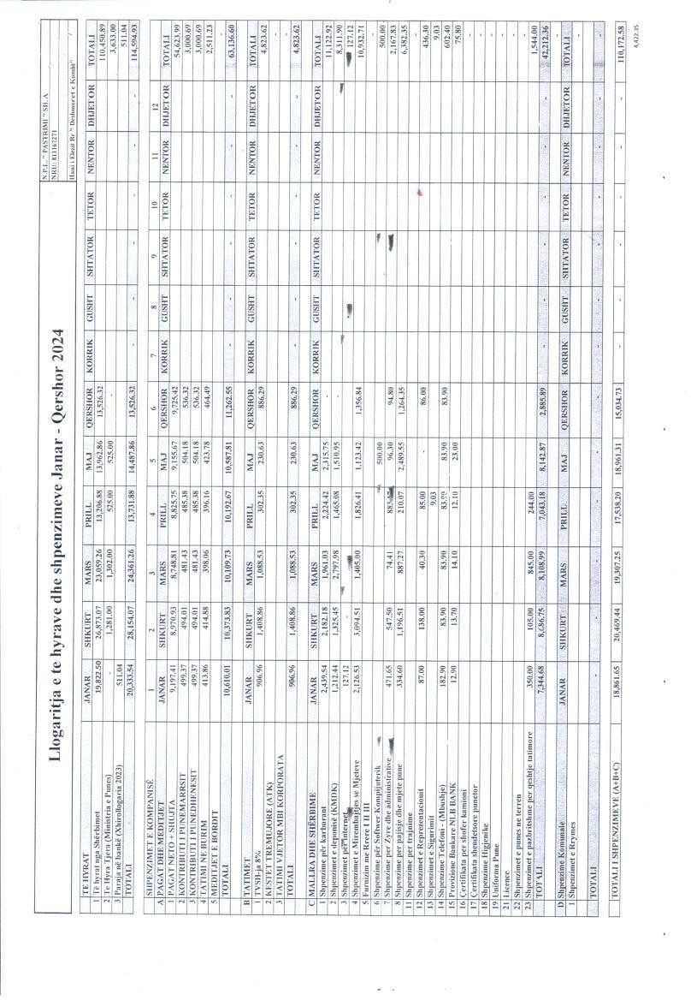 N.P.L. " PASTRIMI " SH.A
NRU: 811167271
Hani i Elezit Rr " Deshmoret e Kombit"
Llogaritja e te hyrave dhe shpenzimeve Janar - Qershor 2024
TE HYRAT JANAR SHKURT MARS PRILL MAJ QERSHOR KORRIK GUSHT SHTATOR TETOR NENTOR DHJETOR TOTALI
1 Të hyrat nga Shërbimet 19,822.50 26,873.07 23,059.26 13,206.88 13,962.86 13,526.32 110,450.89
2 Te Hyra Tjera (Ministria e Punes) - 1,281.00 1,302.00 525.00 525.00 - 3,633.00
3 Paraja në bankë (Xhirollogaria 2023) 511.04 511.04
TOTALI 20,333.54 28,154.07 24,361.26 13,731.88 14,487.86 13,526.32 - - - - - - 114,594.93
SHPENZIMET E KOMPANISË 1 2 3 4 5 6 7 8 9 10 11 12
A PAGAT DHE MEDITJET JANAR SHKURT MARS PRILL MAJ QERSHOR KORRIK GUSHT SHTATOR TETOR NENTOR DHJETOR TOTALI
1 PAGAT NETO + SHUJTA 9,197.41 8,970.93 8,748.81 8,825.75 9,155.67 9,725.42 54,623.99
2 KONTRIBUTI I PUNEMARRSIT 499.37 494.01 481.43 485.38 504.18 536.32 3,000.69
3 KONTRIBUTI I PUNEDHENESIT 499.37 494.01 481.43 485.38 504.18 536.32 3,000.69
4 TATIMI NE BURIM 413.86 414.88 398.06 396.16 423.78 464.49 2,511.23
5 MEDITJET E BORDIT -
TOTALI 10,610.01 10,373.83 10,109.73 10,192.67 10,587.81 11,262.55 - - - - - - 63,136.60
B TATIMET JANAR SHKURT MARS PRILL MAJ QERSHOR KORRIK GUSHT SHTATOR TETOR NENTOR DHJETOR TOTALI
1 TVSH-ja 8% 906.96 1,408.86 1,088.53 302.35 230.63 886.29 4,823.62
2 KESTET TREMUJORE (ATK) -
3 TATIMI VJETOR MBI KORPORATA -
TOTALI 906.96 1,408.86 1,088.53 302.35 230.63 886.29 - - - - - - 4,823.62
C MALLRA DHE SHËRBIME JANAR SHKURT MARS PRILL MAJ QERSHOR KORRIK GUSHT SHTATOR TETOR NENTOR DHJETOR TOTALI
1 Shpenzime për karburant 2,439.54 2,182.18 1,961.03 2,224.42 2,315.75 - 11,122.92
2 Shpenzimet e deponisë (KMDK) 1,212.44 1,325.45 2,797.98 1,465.08 1,510.95 - 8,311.90
3 Shpenzimet për internet 127.12 - 127.12
4 Shpenzimet e Mirembajtjes se Mjeteve 2,126.53 3,094.51 1,405.00 1,826.41 1,123.42 1,356.84 10,932.71
5 Furnizim me Rrere I II III -
6 Shpenzime për Softwer Kompijuterik 500.00 500.00
7 Shpenzime per Zyre dhe administrative 471.65 547.50 74.41 96.30 94.80 2,167.83
8 Shpenzime per pajisje dhe mjete pune 334.60 1,196.51 887.27 210.07 2,489.55 1,264.35 6,382.35
11 Shpenzime per trajnime -
12 Shpenzimet e Reprezentacionit 87.00 138.00 40.30 85.00 - 86.00 436.30
13 Shpenzimet e Sigurimit 9.03 9.03
14 Shpenzime Telefoni - (Mbushje) 182.90 83.90 83.90 83.90 83.90 83.90 602.40
15 Provizione Bankare NLB BANK 12.90 13.70 14.10 12.10 23.00 75.80
16 Çertifikata per shofer kamioni -
17 Çertifikata shendetsore punetor -
18 Shpenzime Higjenike -
19 Uniforma Pune -
21 Licence -
22 Shpenzimet e punes ne terren -
23 Shpenzimet e pazbritshme per qeshtje tatimore 350.00 105.00 845.00 244.00 1,544.00
TOTALI 7,344.68 8,686.75 8,108.99 7,043.18 8,142.87 2,885.89 - - - - - - 42,212.36
D Shpenzime Komunale JANAR SHKURT MARS PRILL MAJ QERSHOR KORRIK GUSHT SHTATOR TETOR NENTOR DHJETOR TOTALI
1 Shpenzimet e Rrymes -
TOTALI - - - - - - - - - - - - -
TOTALI I SHPENZIMEVE (A+B+C) 18,861.65 20,469.44 19,307.25 17,538.20 18,961.31 15,034.73 - - - - - - 110,172.58
4,422.35